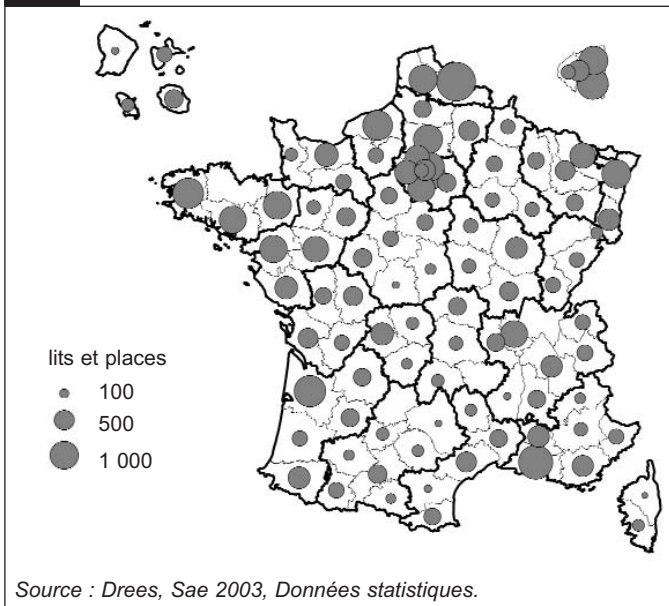 lits et places
100
500
1 000
Source : Drees, Sae 2003, Données statistiques.